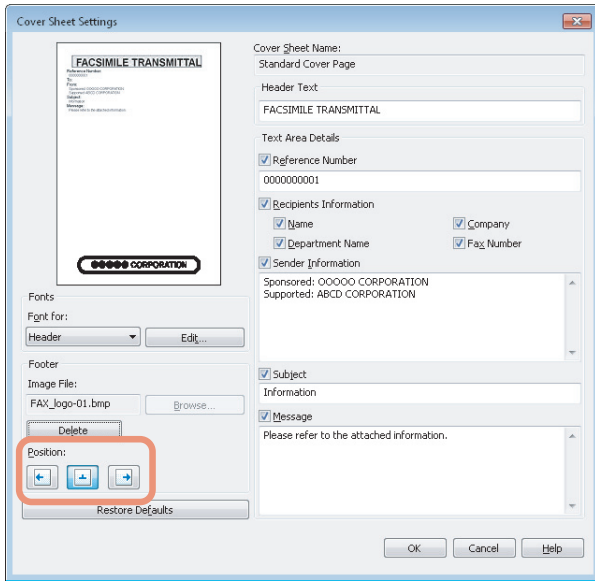 Cover Sheet Settings
FACSIMILE TRANSMITTAL
Reference Number
To:
From:
Subject
Message
CORPORATION
Fonts
Font for:
Header
Edit...
Footer
Image File:
FAX_logo-01.bmp
Browse...
Delete
Position:
Restore Defaults
Cover Sheet Name:
Standard Cover Page
Header Text
FACSIMILE TRANSMITTAL
Text Area Details
Reference Number
0000000001
Recipients Information
Name
Company
Department Name
Fax Number
Sender Information
Sponsored: OOOOO CORPORATION
Supported: ABCD CORPORATION
Subject
Information
Message
Please refer to the attached information.
OK
Cancel
Help